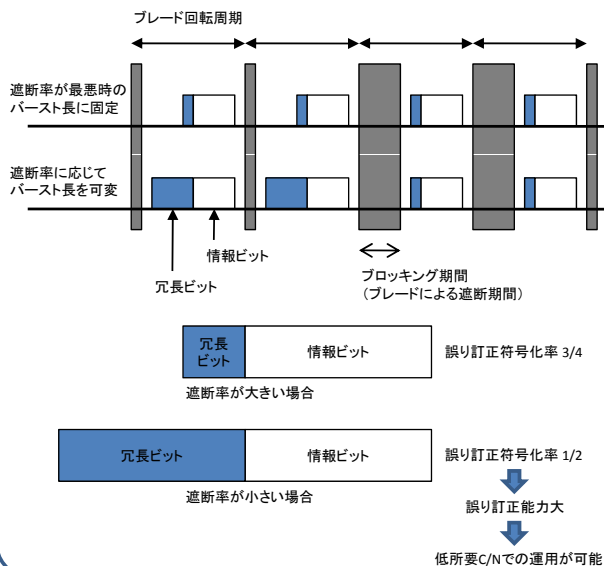 ブレード回転周期
遮断率が最悪時の
バースト長に固定
遮断率に応じて
バースト長を可変
情報ビット
冗長ビット
ブロッキング期間
（ブレードによる遮断期間）
冗長
ビット
情報ビット
誤り訂正符号化率 3/4
遮断率が大きい場合
冗長ビット
情報ビット
誤り訂正符号化率 1/2
遮断率が小さい場合
誤り訂正能力大
低所要C/Nでの運用が可能